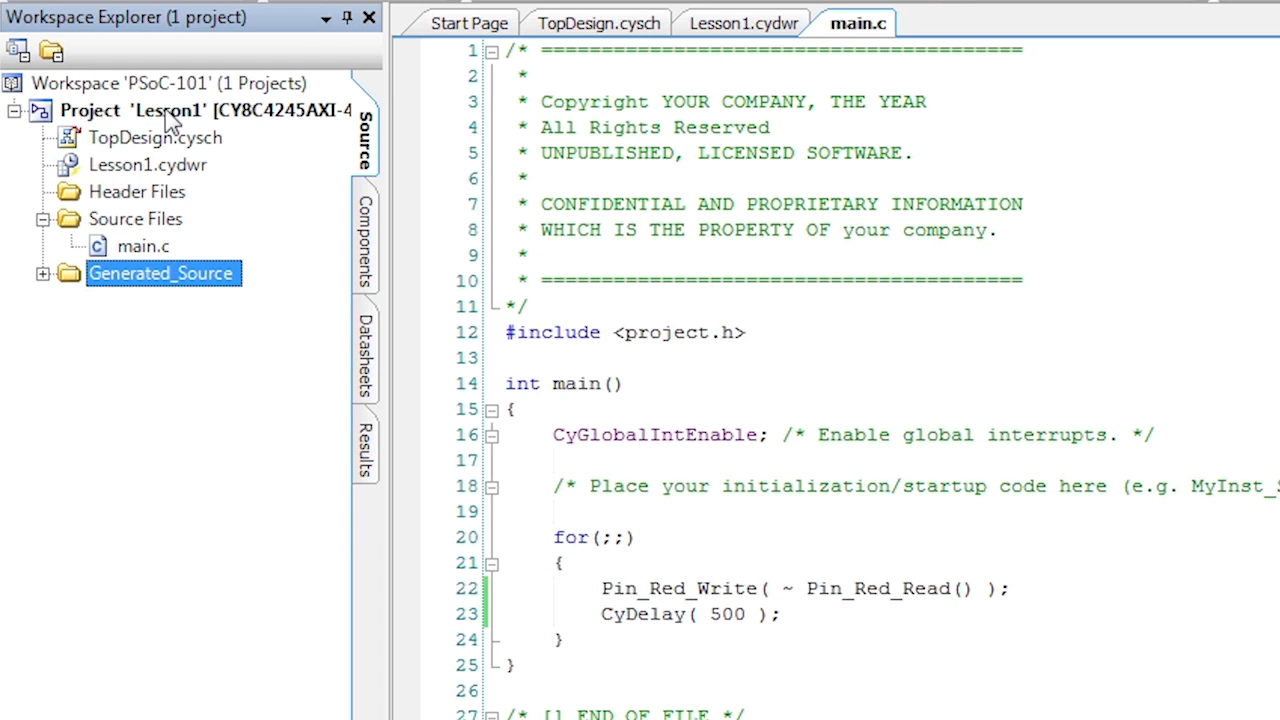 Workspace Explorer (1 project)
Workspace 'PSoC-101' (1 Projects)
Project 'Lesson1' [CY8C4245AXI-4
TopDesign.cysch
Lesson1.cydwr
Header Files
Source Files
main.c
Generated_Source
Source
Components
Datasheets
Results
Start Page
TopDesign.cysch
Lesson1.cydwr
main.c
1 /* =========================================
2 *
3 * Copyright YOUR COMPANY, THE YEAR
4 * All Rights Reserved
5 * UNPUBLISHED, LICENSED SOFTWARE.
6 *
7 * CONFIDENTIAL AND PROPRIETARY INFORMATION
8 * WHICH IS THE PROPERTY OF your company.
9 *
10 * =========================================
11 */
12 #include <project.h>
13
14 int main()
15 {
16 CyGlobalIntEnable; /* Enable global interrupts. */
17
18 /* Place your initialization/startup code here (e.g. MyInst_S
19
20 for(;;)
21 {
22 Pin_Red_Write( ~ Pin_Red_Read() );
23 CyDelay( 500 );
24 }
25 }
26
27 /* [] END OF FILE */